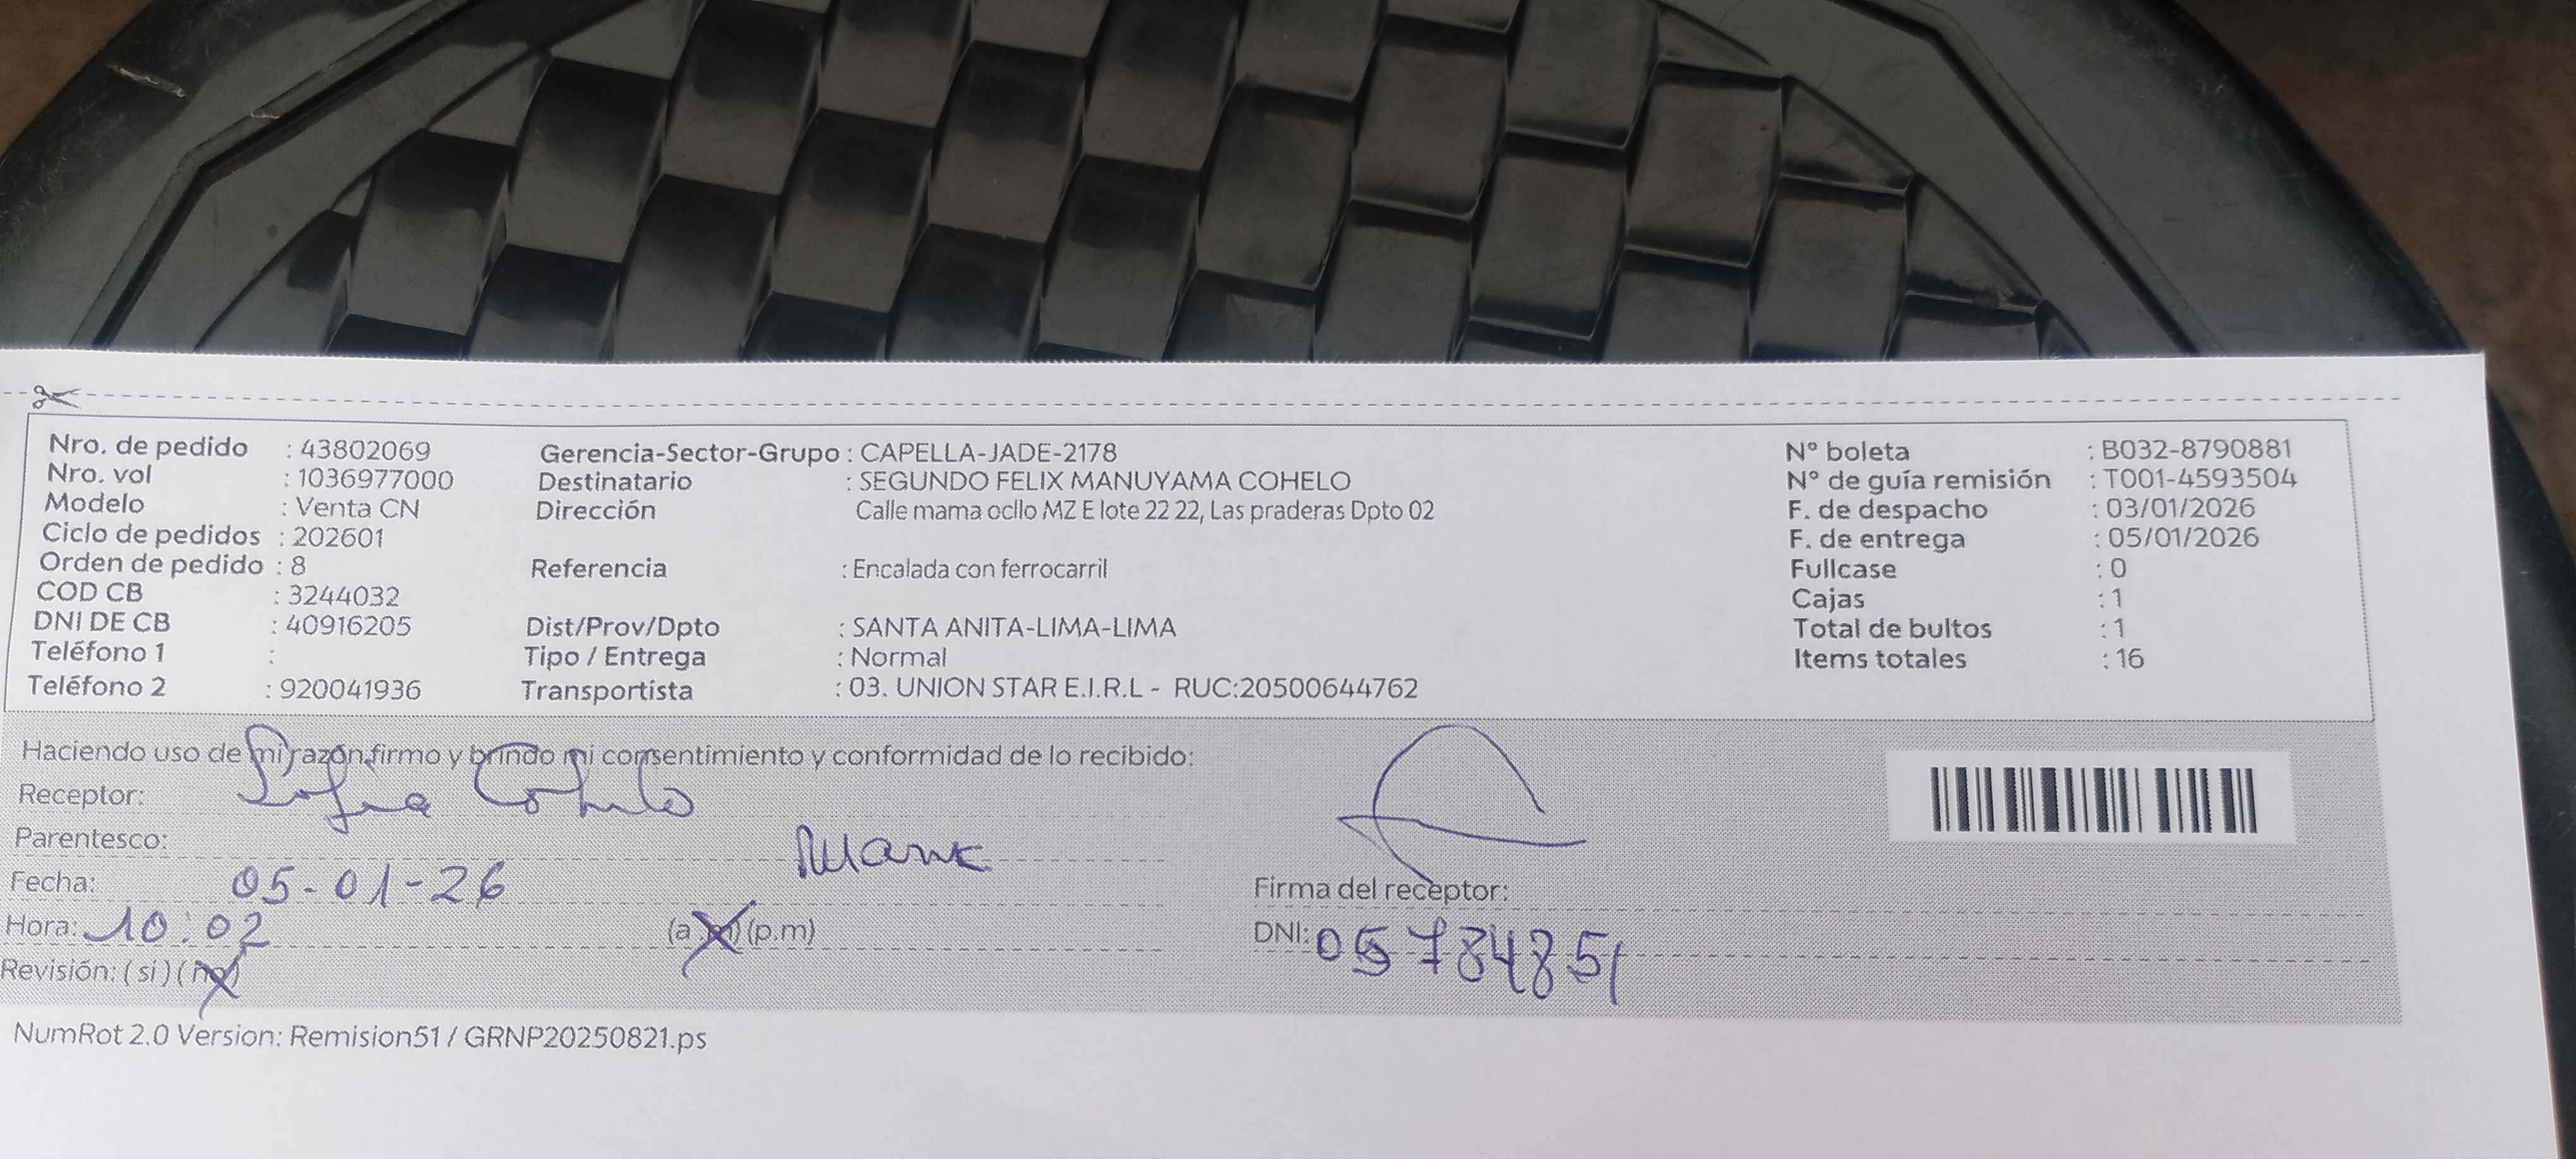 Nro. de pedido : 43802069
Nro. vol : 1036977000
Modelo : Venta CN
Ciclo de pedidos : 202601
Orden de pedido : 8
COD CB : 3244032
DNI DE CB : 40916205
Teléfono 1 :
Teléfono 2 : 920041936
Gerencia-Sector-Grupo : CAPELLA-JADE-2178
Destinatario : SEGUNDO FELIX MANUYAMA COHELO
Dirección Calle mama ocllo MZ E lote 22 22, Las praderas Dpto 02
Referencia : Encalada con ferrocarril
Dist/Prov/Dpto : SANTA ANITA-LIMA-LIMA
Tipo / Entrega : Normal
Transportista : 03. UNION STAR E.I.R.L - RUC:20500644762
N° boleta : B032-8790881
N° de guía remisión : T001-4593504
F. de despacho : 03/01/2026
F. de entrega : 05/01/2026
Fullcase : 0
Cajas : 1
Total de bultos : 1
Items totales : 16
Haciendo uso de mi razón,firmo y brindo mi consentimiento y conformidad de lo recibido:
Receptor: Sofia Cohelo
Parentesco:
Fecha: 05-01-26
Hora: 10:02 (a.m) (p.m)
Revisión: ( si ) ( no )
Firma del receptor:
DNI: 05784851
NumRot 2.0 Version: Remision51 / GRNP20250821.ps